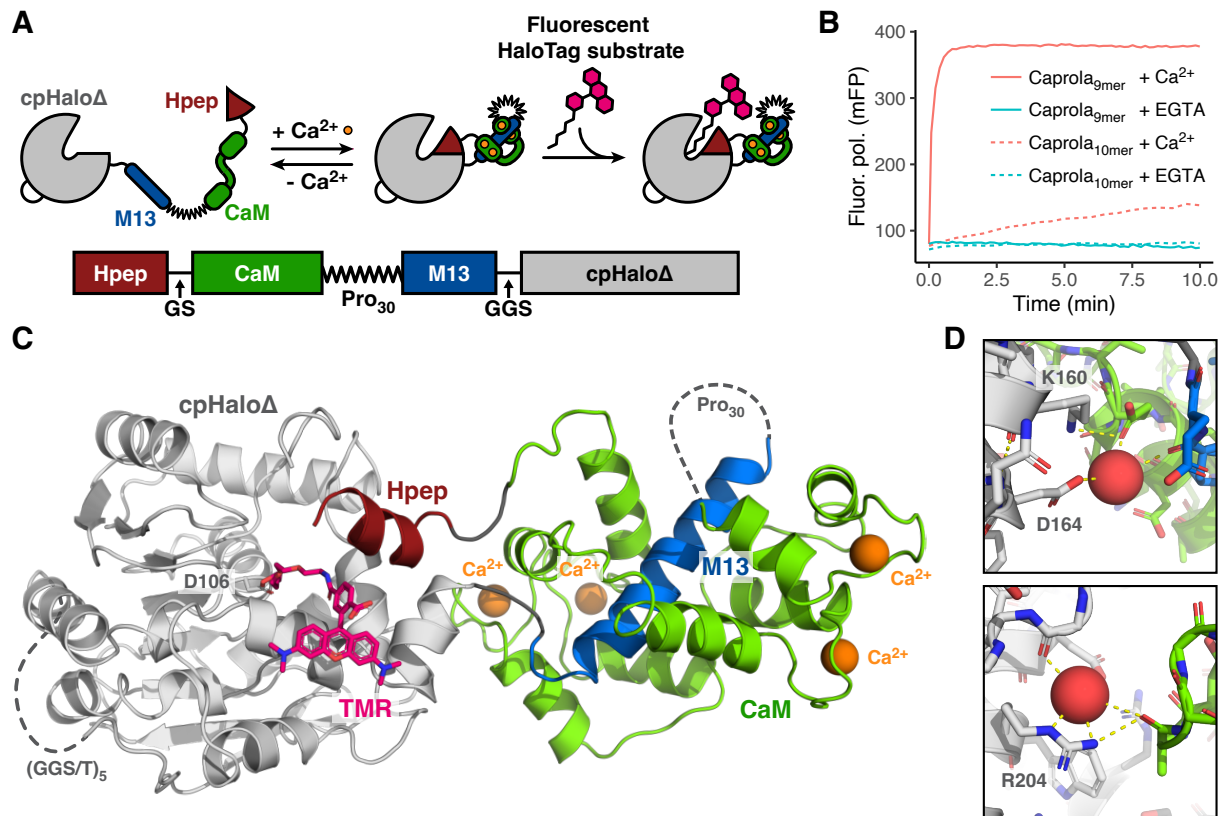 A
Fluorescent
HaloTag substrate
cpHaloΔ
Hpep
+ Ca²⁺
- Ca²⁺
M13
CaM
Hpep
CaM
M13
cpHaloΔ
GS
Pro₃₀
GGS
B
Fluor. pol. (mFP)
400
300
200
100
Caprola₉ₘₑᵣ + Ca²⁺
Caprola₉ₘₑᵣ + EGTA
Caprola₁₀ₘₑᵣ + Ca²⁺
Caprola₁₀ₘₑᵣ + EGTA
0.0 2.5 5.0 7.5 10.0
Time (min)
C
cpHaloΔ
Hpep
Pro₃₀
D106
Ca²⁺
Ca²⁺
M13
Ca²⁺
Ca²⁺
TMR
CaM
(GGS/T)₅
D
K160
D164
R204